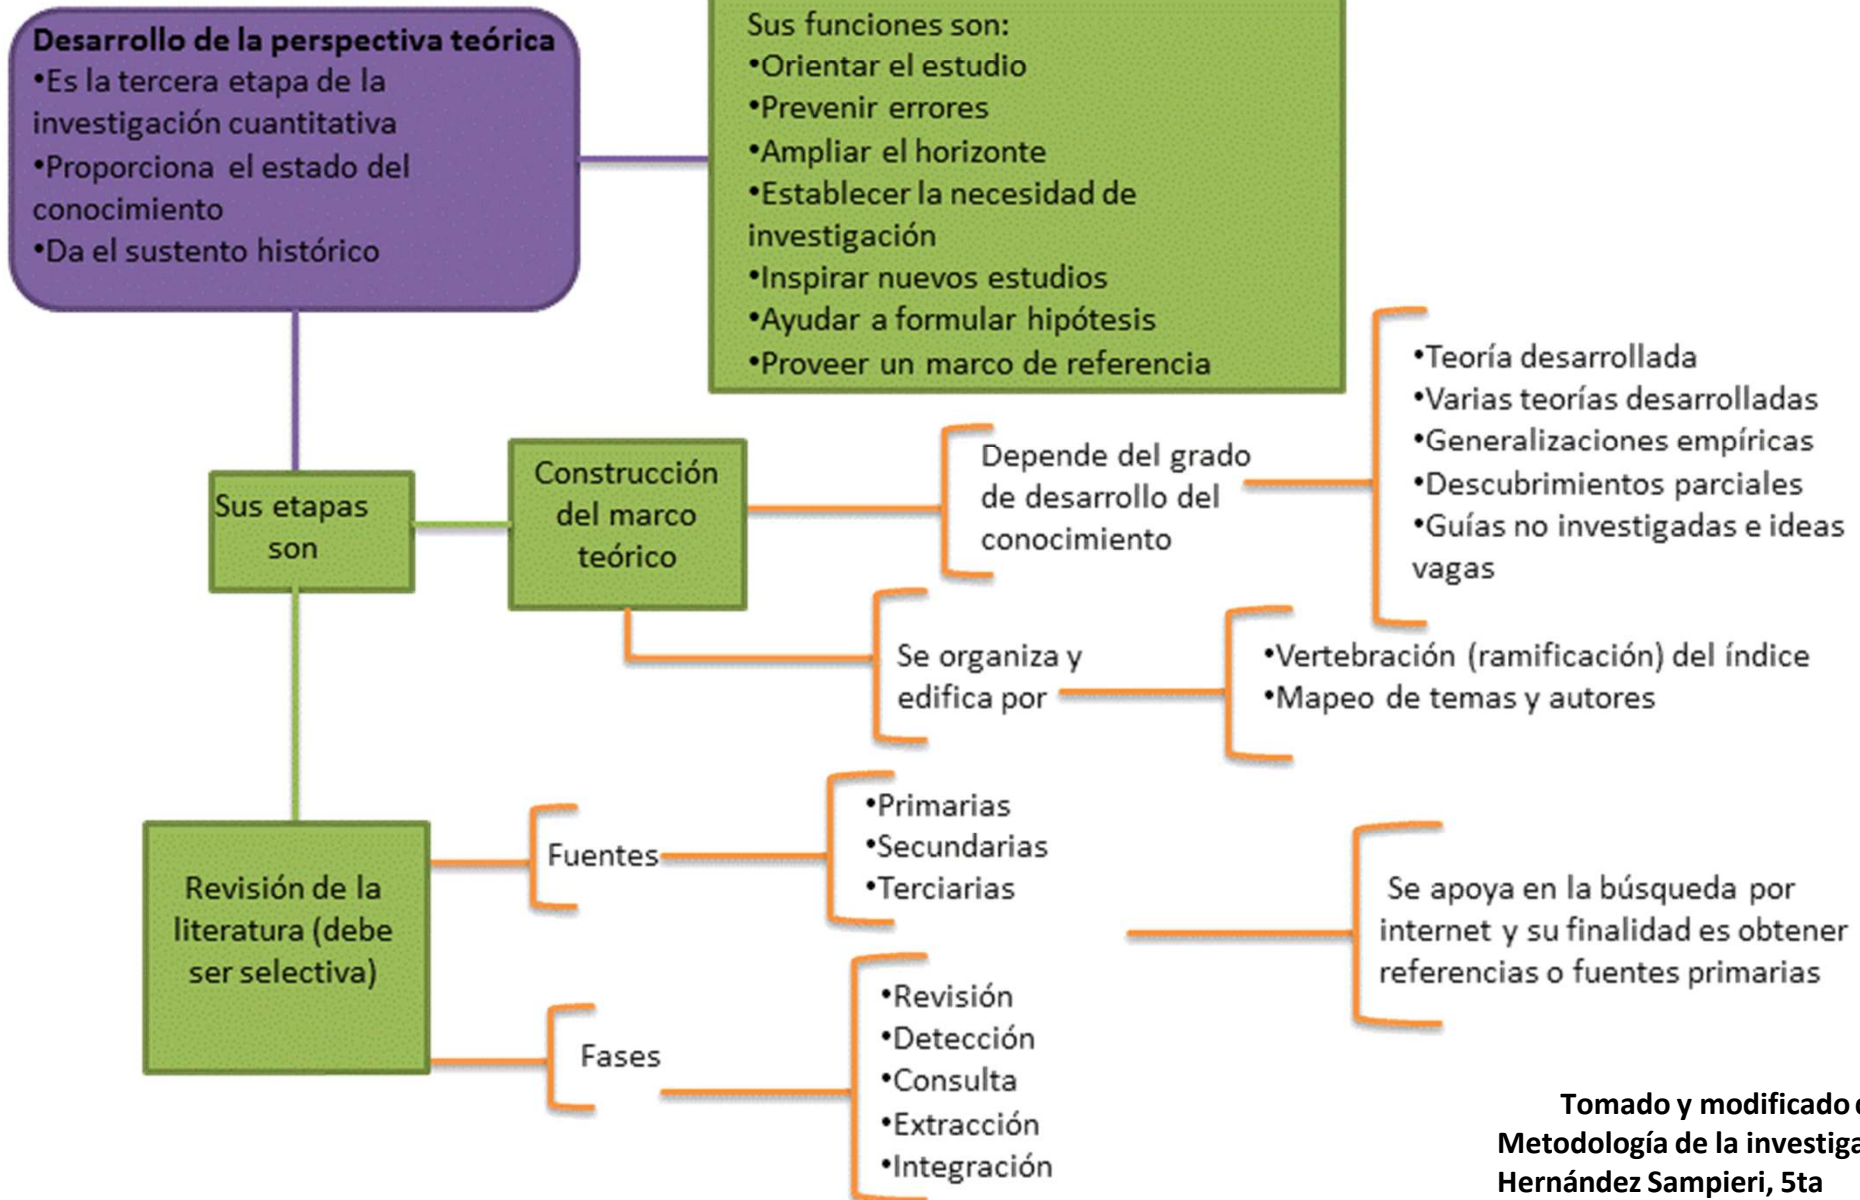 Desarrollo de la perspectiva teórica
•Es la tercera etapa de la
investigación cuantitativa
•Proporciona el estado del
conocimiento
•Da el sustento histórico
Sus funciones son:
•Orientar el estudio
•Prevenir errores
•Ampliar el horizonte
•Establecer la necesidad de
investigación
•Inspirar nuevos estudios
•Ayudar a formular hipótesis
•Proveer un marco de referencia
Sus etapas
son
Construcción
del marco
teórico
Depende del grado
de desarrollo del
conocimiento
•Teoría desarrollada
•Varias teorías desarrolladas
•Generalizaciones empíricas
•Descubrimientos parciales
•Guías no investigadas e ideas
vagas
Se organiza y
edifica por
•Vertebración (ramificación) del índice
•Mapeo de temas y autores
Revisión de la
literatura (debe
ser selectiva)
Fuentes
•Primarias
•Secundarias
•Terciarias
Fases
•Revisión
•Detección
•Consulta
•Extracción
•Integración
Se apoya en la búsqueda por
internet y su finalidad es obtener
referencias o fuentes primarias
Tomado y modificado
Metodología de la
Hernández Sampieri, 5ta